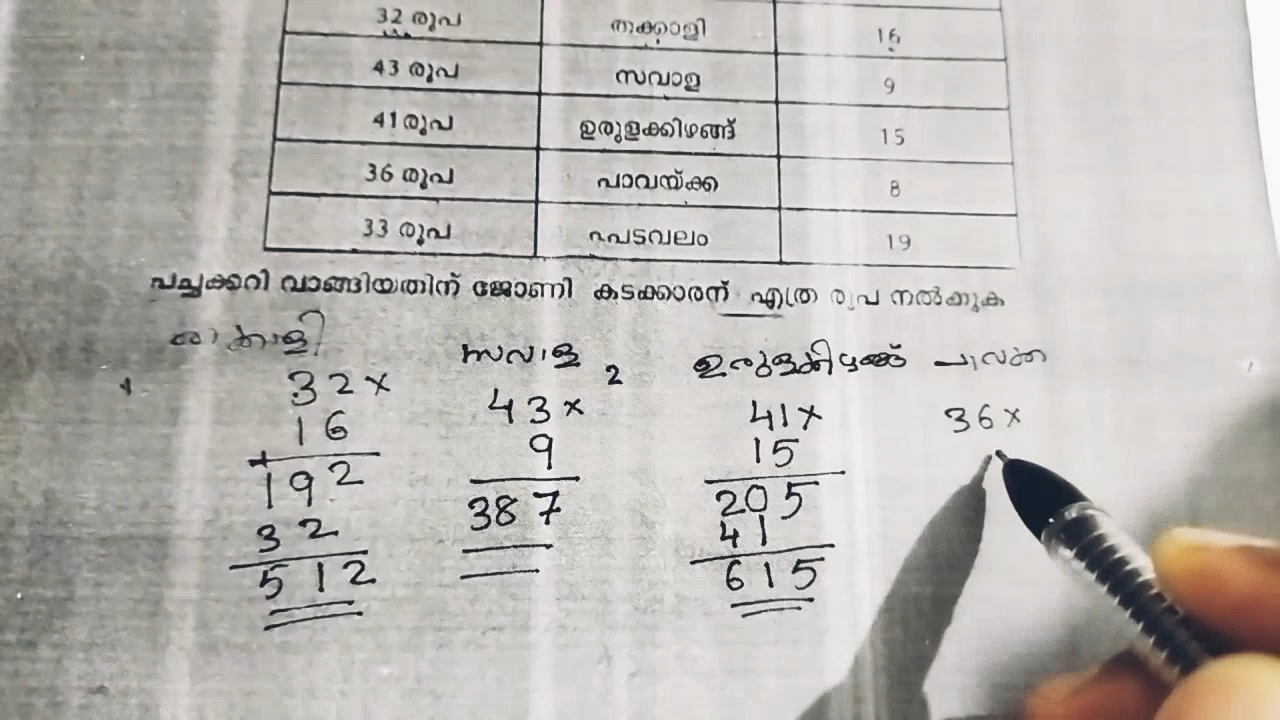 32 രൂപ തക്കാളി 16
43 രൂപ സവാള 9
41 രൂപ ഉരുളക്കിഴങ്ങ് 15
36 രൂപ പാവയ്ക്ക 8
33 രൂപ പടവലം 19
പച്ചക്കറി വാങ്ങിയതിന് ജോണി കടക്കാരന് എത്ര രൂപ നൽക്കുക
തക്കാളി സവാള 2 ഉരുളക്കിഴങ്ങ് പാവക്ക
32 x 43 x 41 x 36 x
16 9 15
192 387 205
32 41
512 615